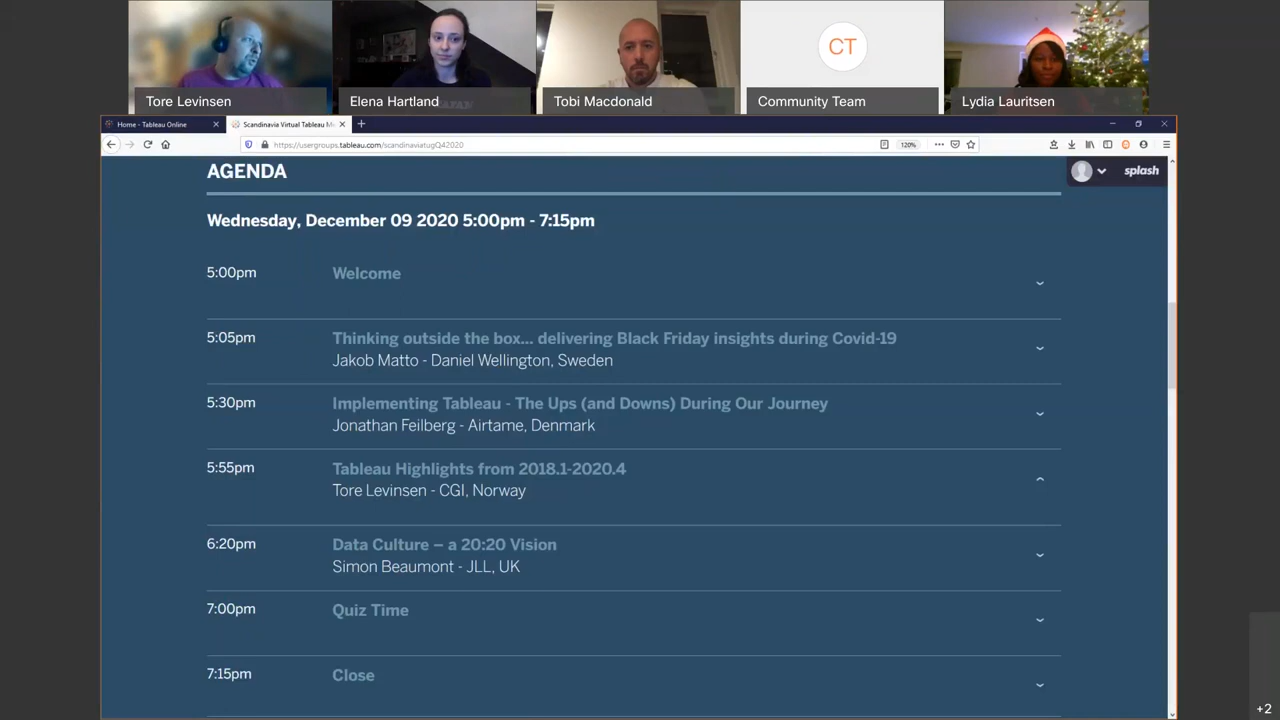 CT
Tore Levinsen
Elena Hartland
Tobi Macdonald
Community Team
Lydia Lauritsen
Home - Tableau Online
Scandinavia Virtual Tableau M
https://usergroups.tableau.com/scandinaviatugQ42020
120%
AGENDA
splash
Wednesday, December 09 2020 5:00pm - 7:15pm
5:00pm Welcome
5:05pm Thinking outside the box... delivering Black Friday insights during Covid-19
Jakob Matto - Daniel Wellington, Sweden
5:30pm Implementing Tableau - The Ups (and Downs) During Our Journey
Jonathan Feilberg - Airtame, Denmark
5:55pm Tableau Highlights from 2018.1-2020.4
Tore Levinsen - CGI, Norway
6:20pm Data Culture – a 20:20 Vision
Simon Beaumont - JLL, UK
7:00pm Quiz Time
7:15pm Close
+2